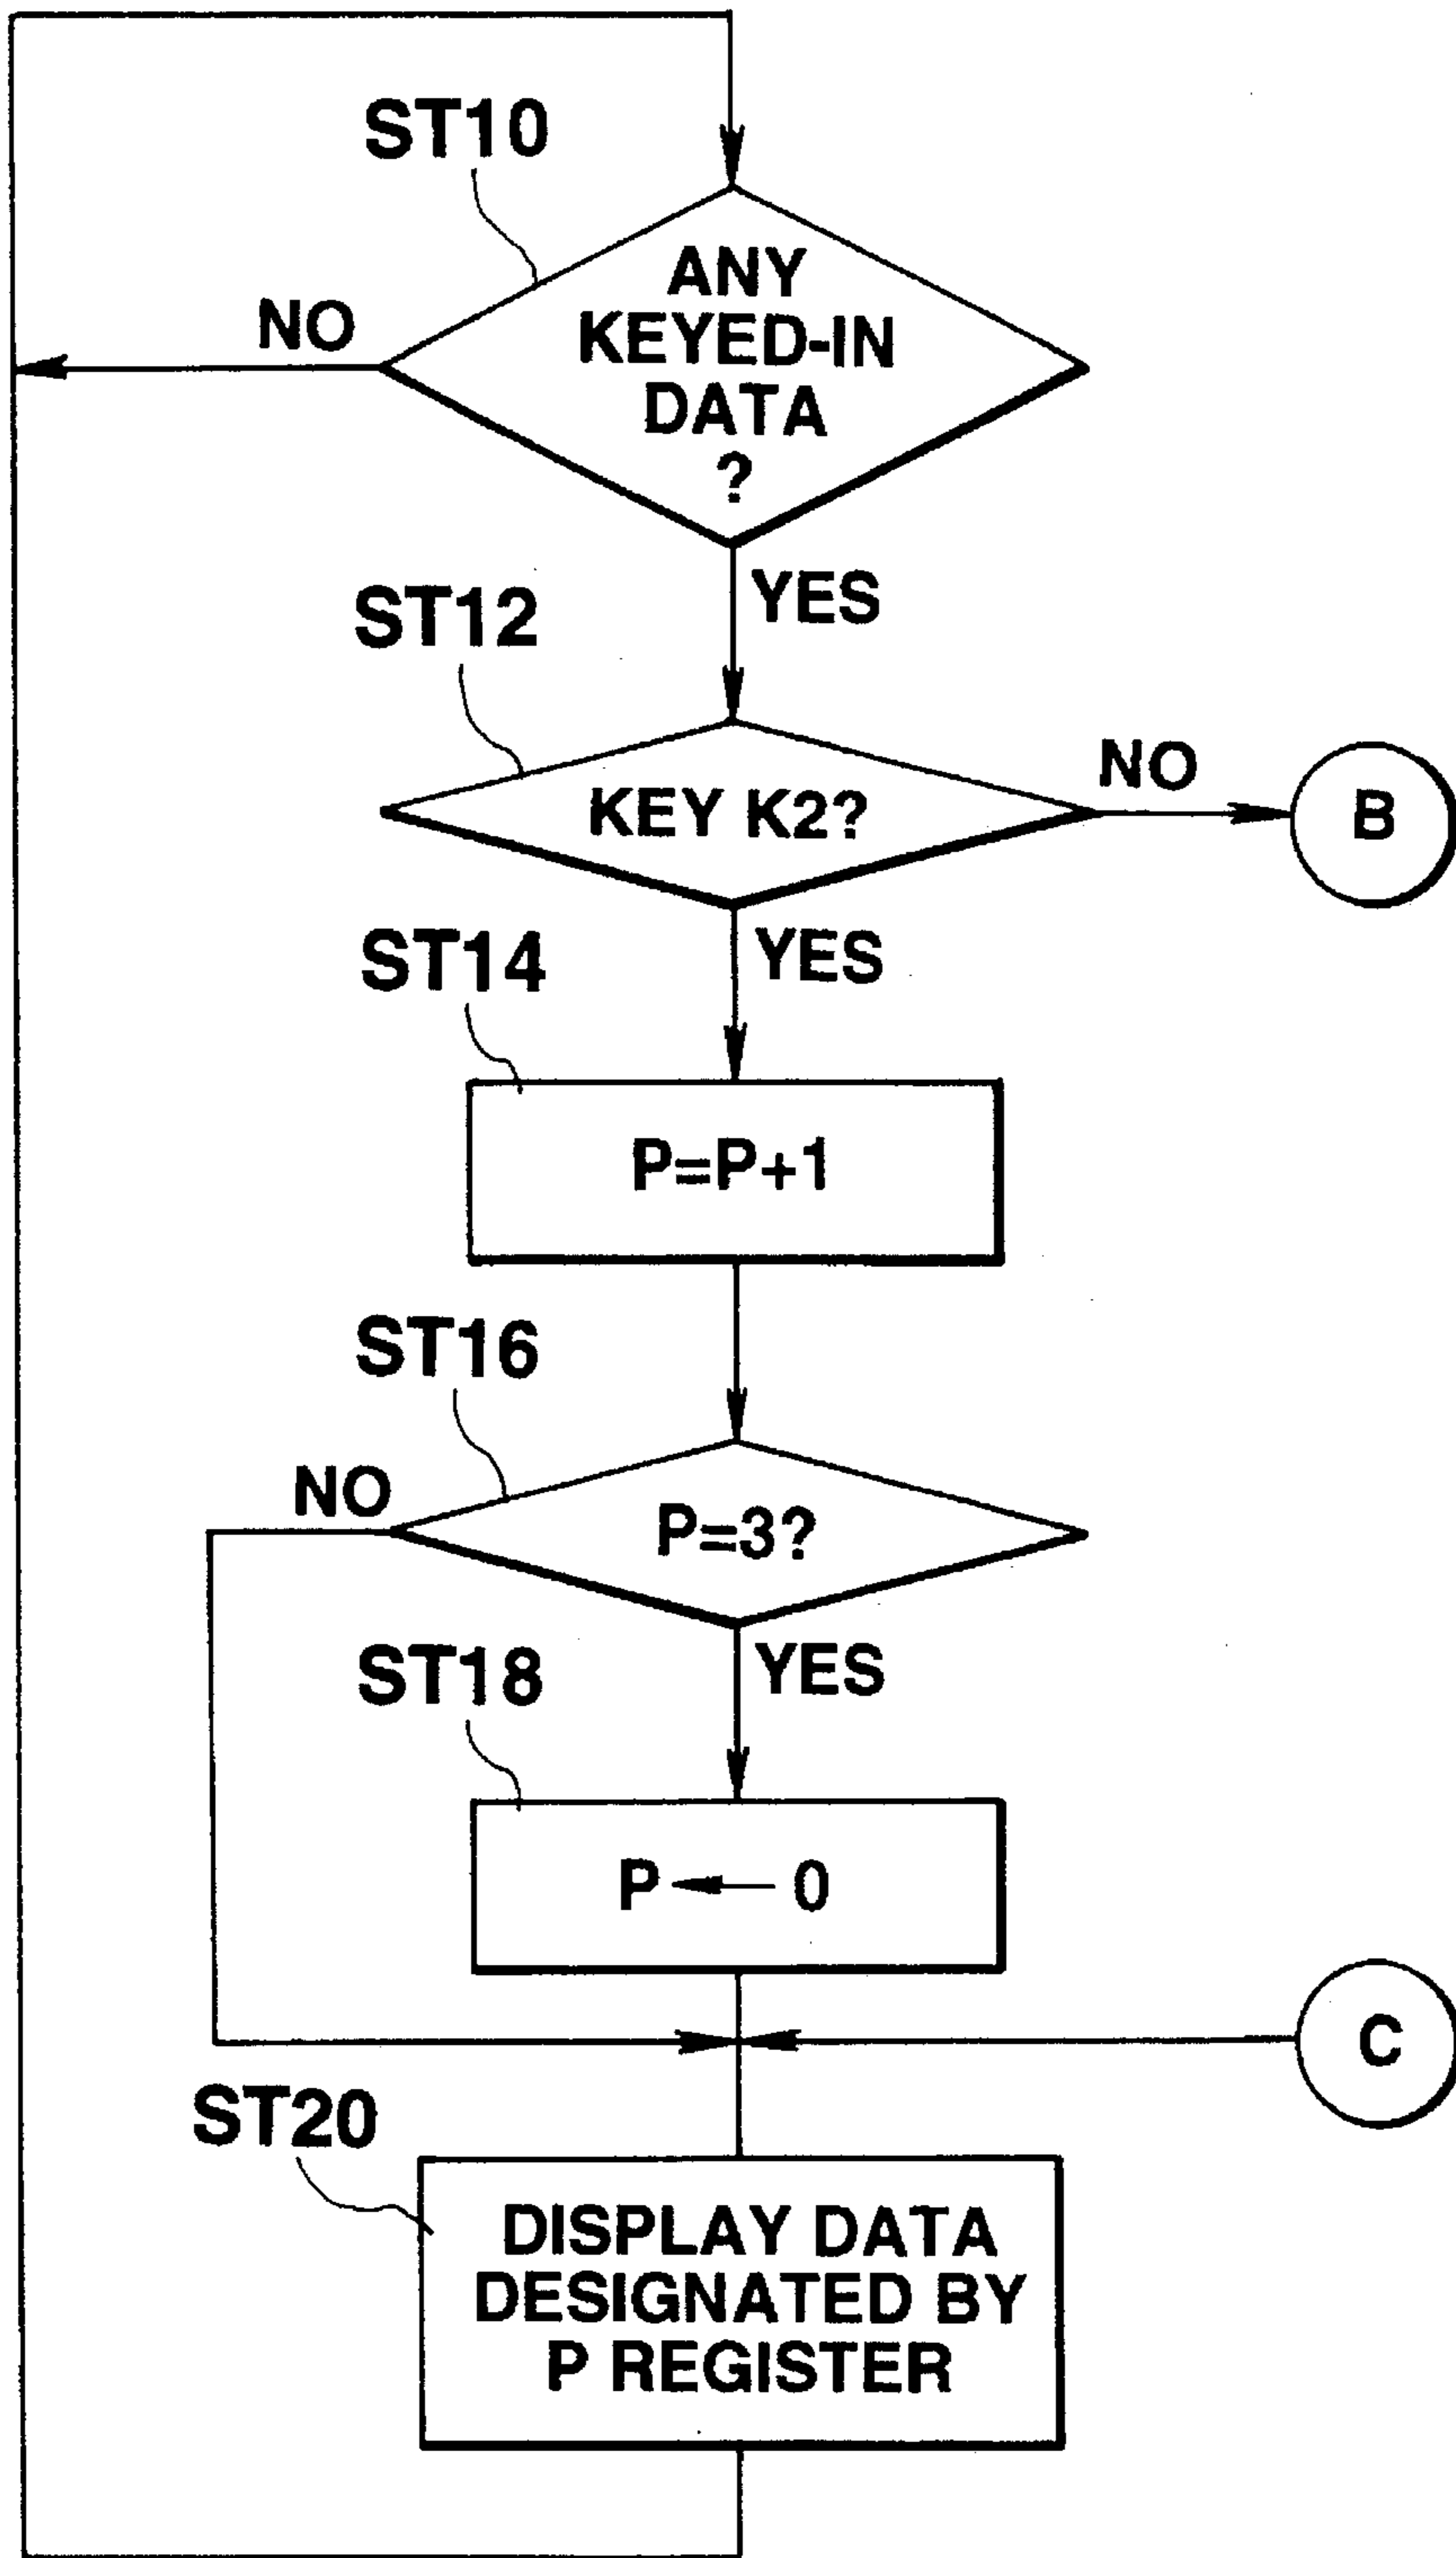 ST10
ANY
KEYED-IN
DATA
?
NO
YES
ST12
KEY K2?
NO
B
YES
ST14
P=P+1
ST16
NO
P=3?
YES
ST18
P ← 0
C
ST20
DISPLAY DATA
DESIGNATED BY
P REGISTER